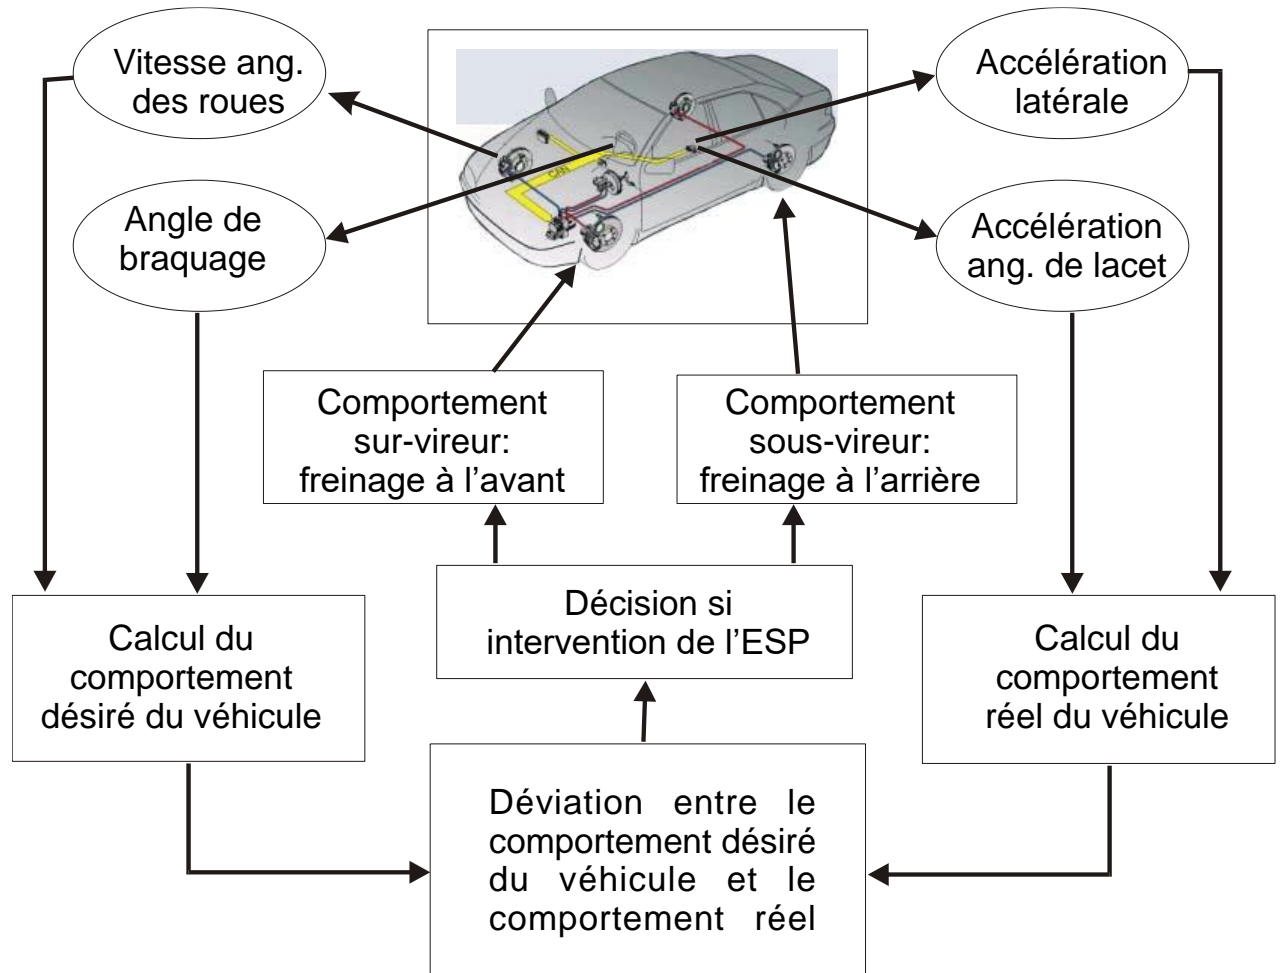 Vitesse ang.
des roues
Accélération
latérale
CAN
Angle de
braquage
Accélération
ang. de lacet
Comportement
sur-vireur:
freinage à l’avant
Comportement
sous-vireur:
freinage à l’arrière
Décision si
intervention de l’ESP
Calcul du
comportement
désiré du véhicule
Calcul du
comportement
réel du véhicule
Déviation entre le
comportement désiré
du véhicule et le
comportement réel